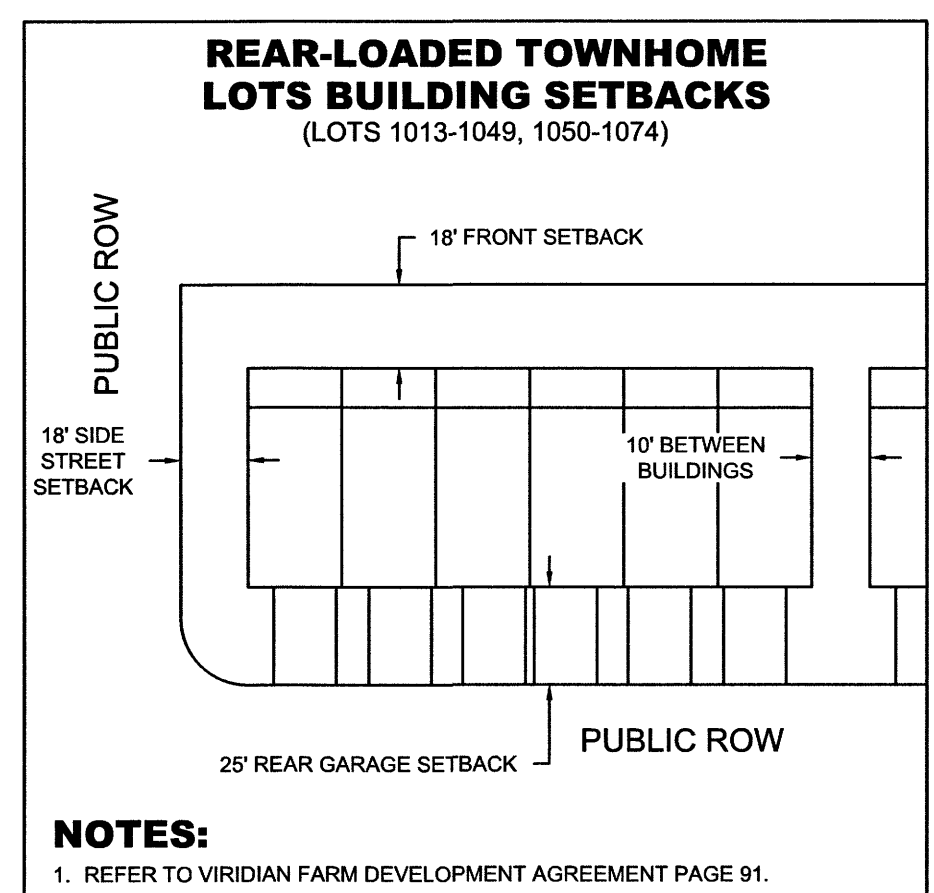 REAR-LOADED TOWNHOME
LOTS BUILDING SETBACKS
(LOTS 1013-1049, 1050-1074)
PUBLIC ROW
18' FRONT SETBACK
18' SIDE
STREET
SETBACK
10' BETWEEN
BUILDINGS
PUBLIC ROW
25' REAR GARAGE SETBACK
NOTES:
1. REFER TO VIRIDIAN FARM DEVELOPMENT AGREEMENT PAGE 91.